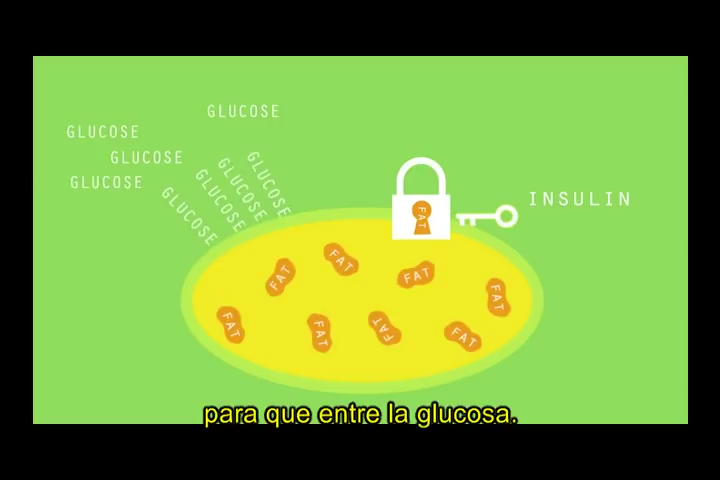 GLUCOSE
GLUCOSE
GLUCOSE
GLUCOSE
GLUCOSE
GLUCOSE
GLUCOSE
GLUCOSE
INSULIN
FAT
FAT
FAT
FAT
FAT
FAT
FAT
FAT
FAT
para que entre la glucosa.